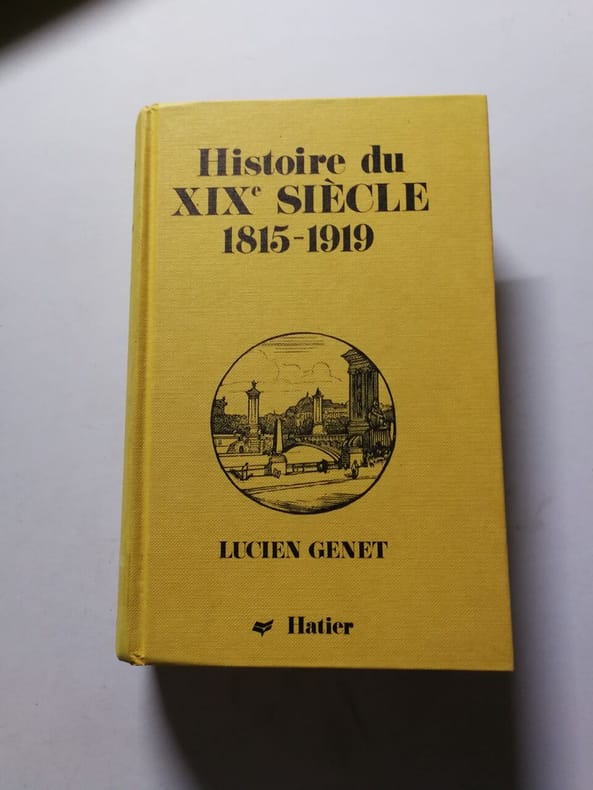 Histoire du
XIXe SIÈCLE
1815-1919
LUCIEN GENET
Hatier